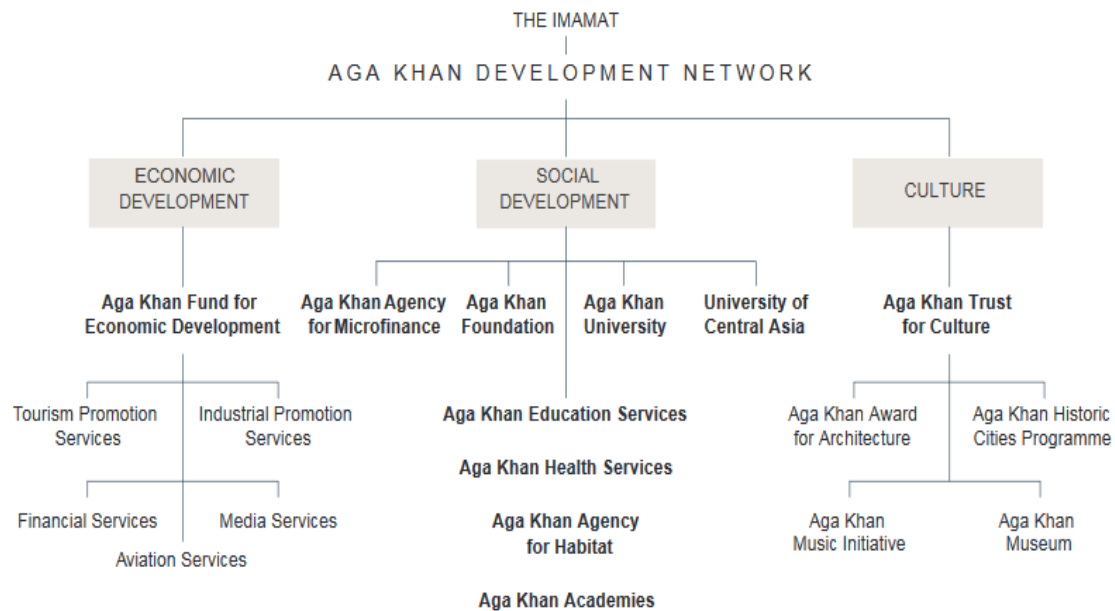 THE IMAMAT
AGA KHAN DEVELOPMENT NETWORK
ECONOMIC
DEVELOPMENT
SOCIAL
DEVELOPMENT
CULTURE
Aga Khan Fund for
Economic Development
Aga Khan Agency
for Microfinance
Aga Khan
Foundation
Aga Khan
University
University of
Central Asia
Aga Khan Trust
for Culture
Tourism Promotion
Services
Industrial Promotion
Services
Financial Services
Media Services
Aviation Services
Aga Khan Education Services
Aga Khan Health Services
Aga Khan Agency
for Habitat
Aga Khan Academies
Aga Khan Award
for Architecture
Aga Khan Historic
Cities Programme
Aga Khan
Music Initiative
Aga Khan
Museum